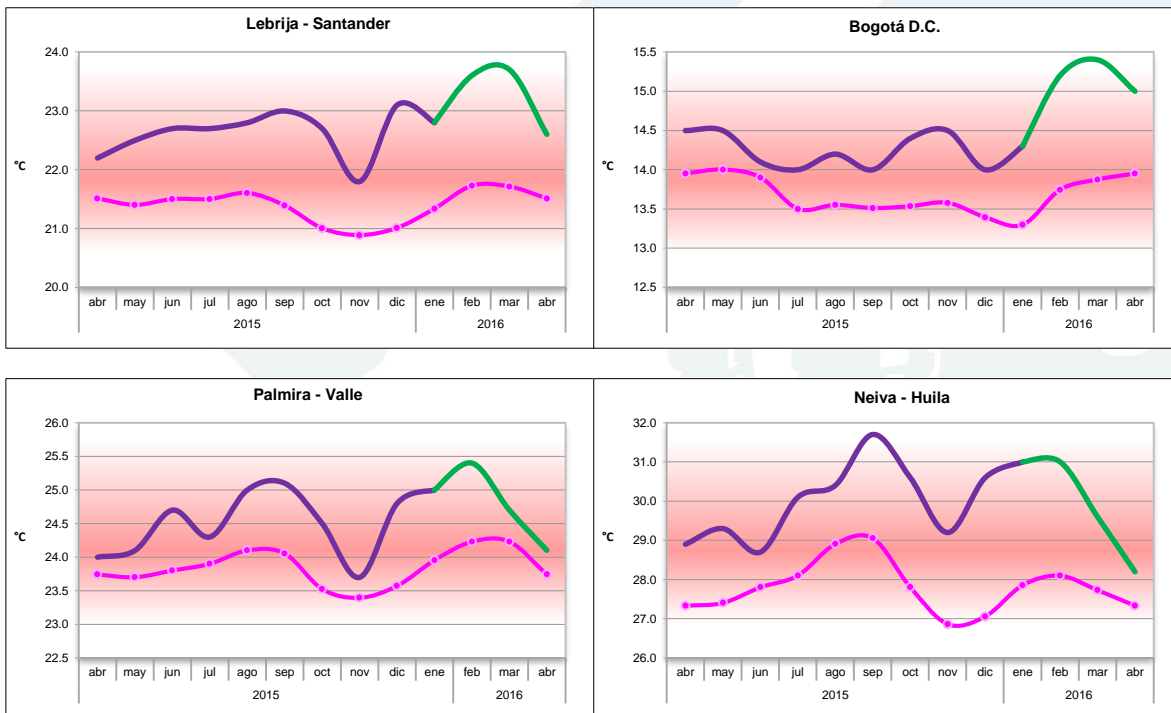 Lebrija - Santander
24.0
23.0
°C
22.0
21.0
20.0
abr may jun jul ago sep oct nov dic ene feb mar abr
2015 2016
Bogotá D.C.
15.5
15.0
14.5
°C
14.0
13.5
13.0
12.5
abr may jun jul ago sep oct nov dic ene feb mar abr
2015 2016
Palmira - Valle
26.0
25.5
25.0
24.5
°C
24.0
23.5
23.0
22.5
abr may jun jul ago sep oct nov dic ene feb mar abr
2015 2016
Neiva - Huila
32.0
31.0
30.0
°C
29.0
28.0
27.0
26.0
abr may jun jul ago sep oct nov dic ene feb mar abr
2015 2016